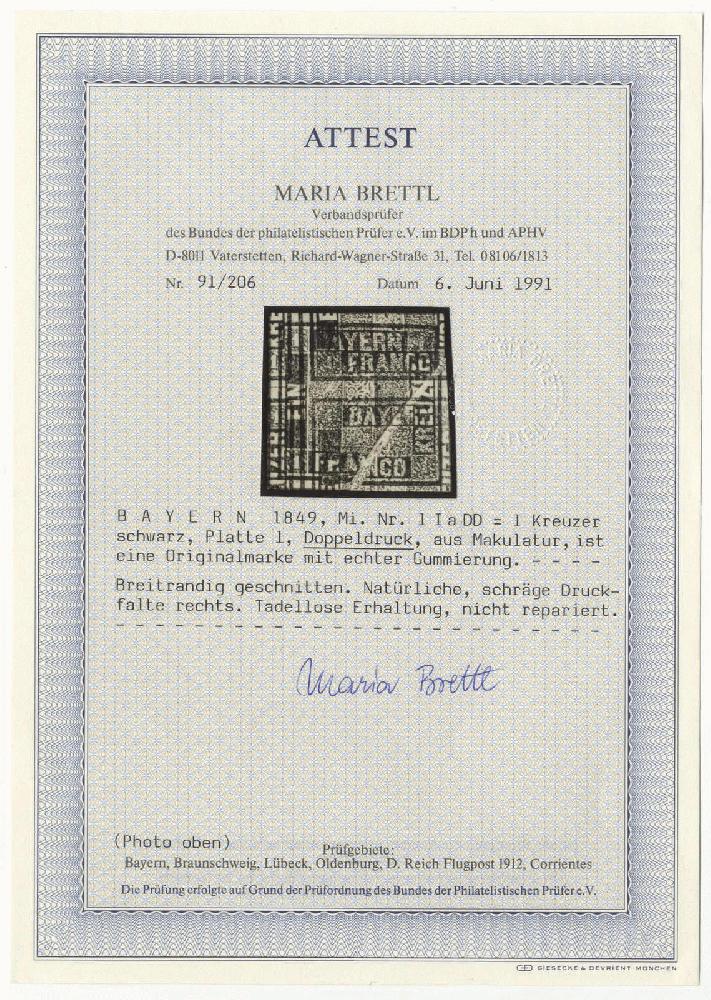 ATTEST
MARIA BRETTL
Verbandsprüfer
des Bundes der philatelistischen Prüfer e.V. im BDPh und APHV
D-8011 Vaterstetten, Richard-Wagner-Straße 31, Tel. 08106/1813
Nr. 91/206 Datum 6. Juni 1991
AYERN
FRANCO
BAYE
KREUZ
FRANCO
B A Y E R N 1849, Mi. Nr. 1 I a DD = 1 Kreuzer
schwarz, Platte 1, Doppeldruck, aus Makulatur, ist
eine Originalmarke mit echter Gummierung. - - - -
Breitrandig geschnitten. Natürliche, schräge Druck-
falte rechts. Tadellose Erhaltung, nicht repariert.
Maria Brettl
(Photo oben)
Prüfgebiete:
Bayern, Braunschweig, Lübeck, Oldenburg, D. Reich Flugpost 1912, Corrientes
Die Prüfung erfolgte auf Grund der Prüfordnung des Bundes der Philatelistischen Prüfer e.V.
GIESECKE & DEVRIENT MÜNCHEN